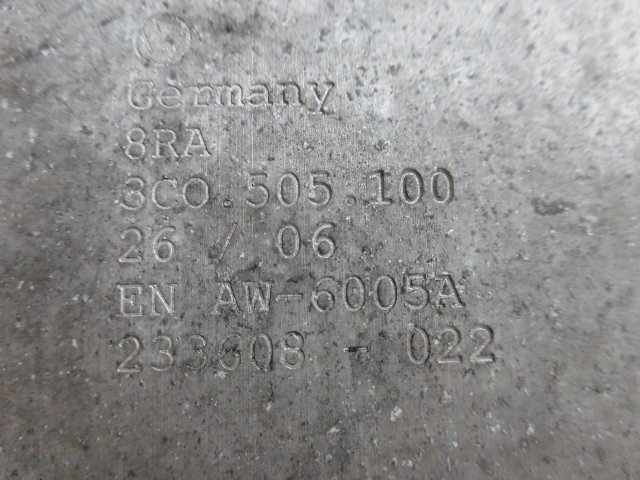 Germany
8RA
3C0.505.100
26 / 06
EN AW-6005A
233608 - 022